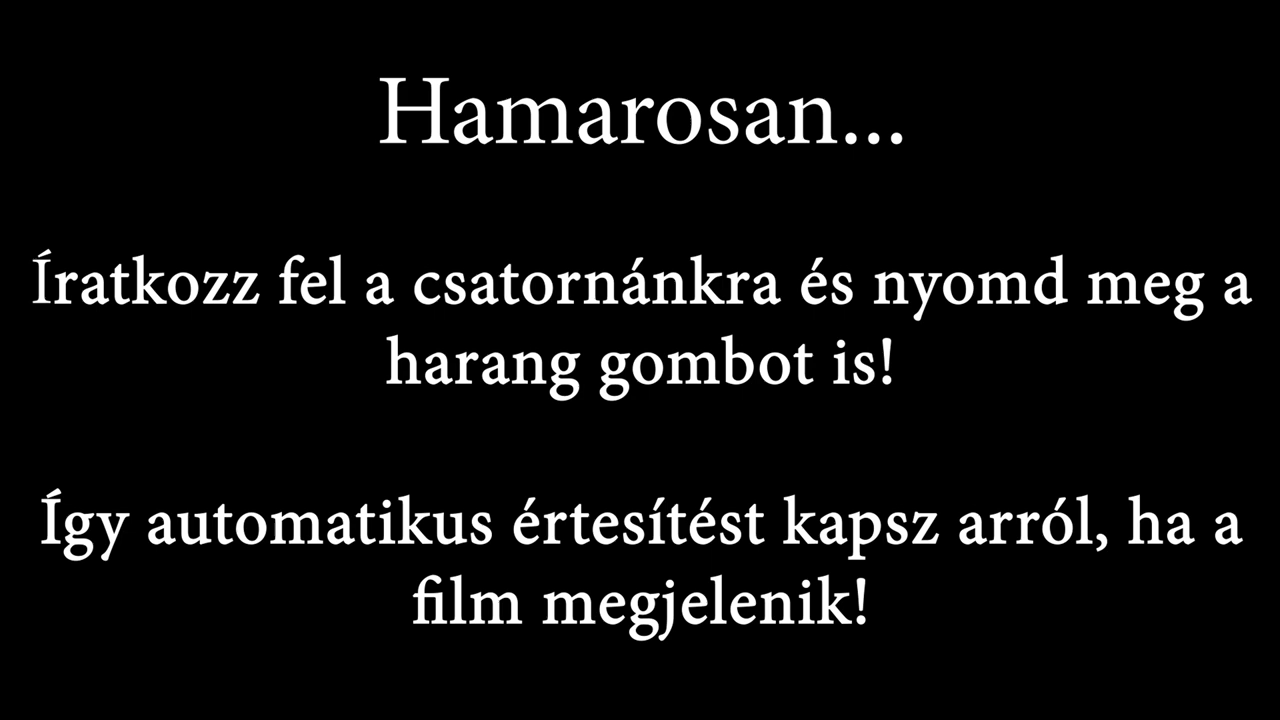 Hamarosan...
Íratkozz fel a csatornánkra és nyomd meg a
harang gombot is!
Így automatikus értesítést kapsz arról, ha a
film megjelenik!